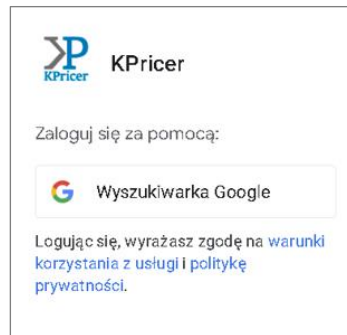 KPricer
KPricer
Zaloguj się za pomocą:
Wyszukiwarka Google
Logując się, wyrażasz zgodę na warunki
korzystania z usługi i politykę
prywatności.